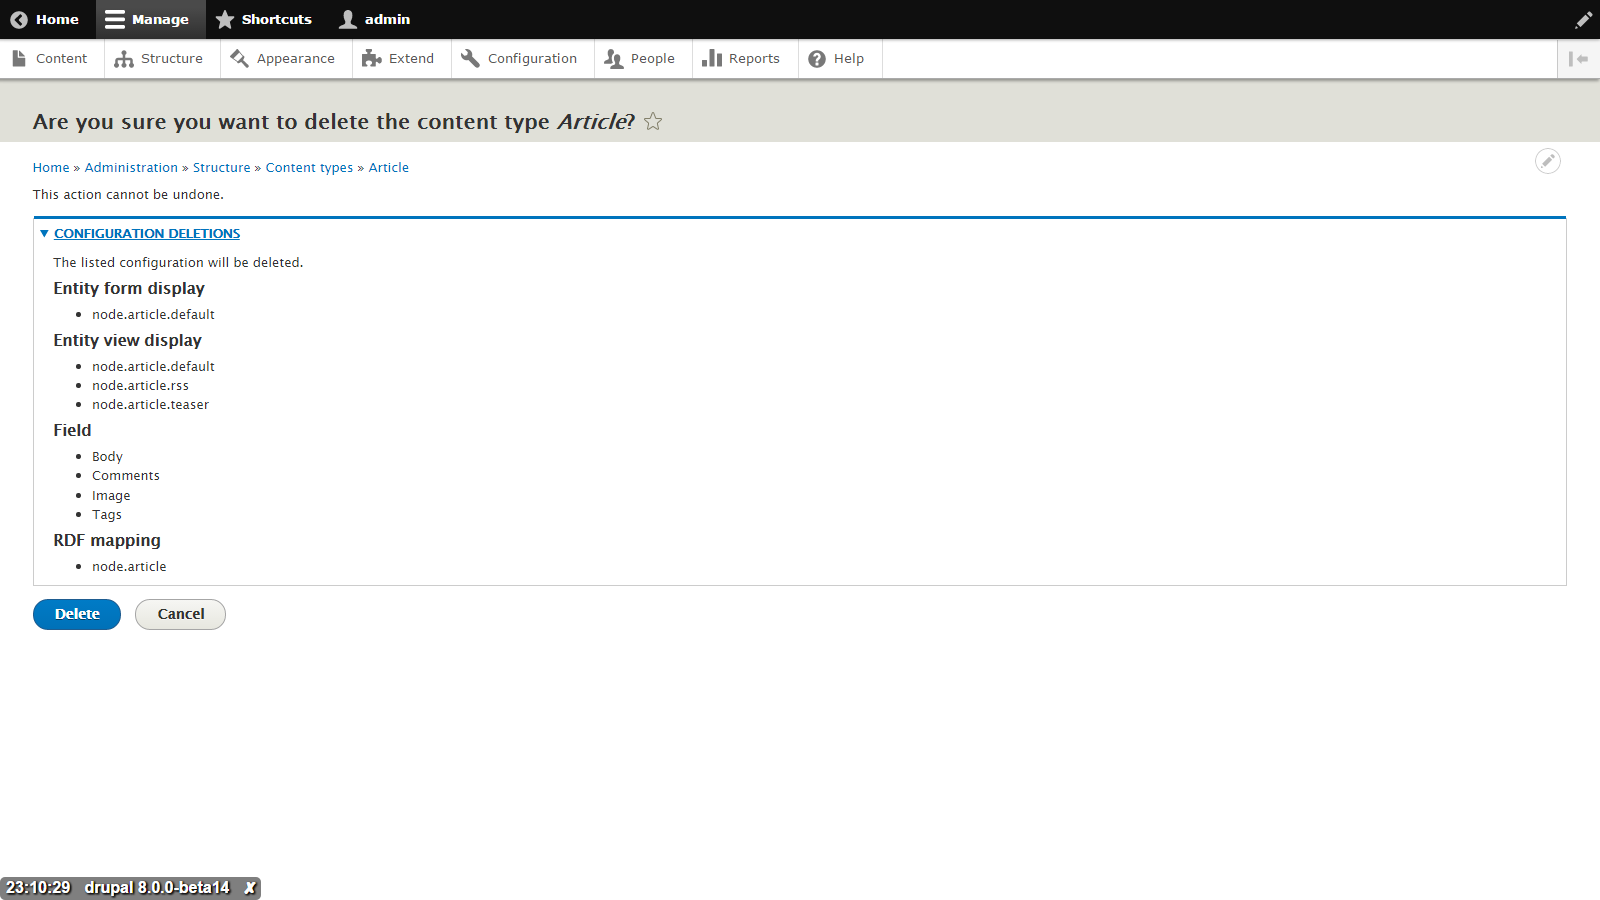 Home Manage Shortcuts admin
Content Structure Appearance Extend Configuration People Reports Help
Are you sure you want to delete the content type Article?
Home » Administration » Structure » Content types » Article
This action cannot be undone.
CONFIGURATION DELETIONS
The listed configuration will be deleted.
Entity form display
node.article.default
Entity view display
node.article.default
node.article.rss
node.article.teaser
Field
Body
Comments
Image
Tags
RDF mapping
node.article
Delete Cancel
23:10:29 drupal 8.0.0-beta14 ✘